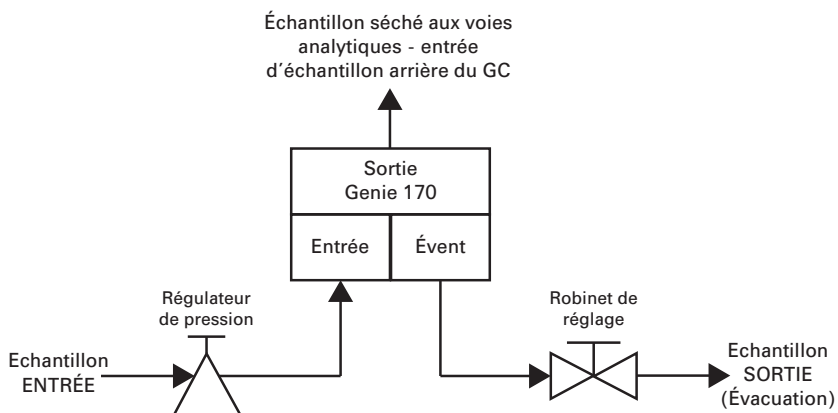 Échantillon séché aux voies
analytiques - entrée
d'échantillon arrière du GC
Sortie
Genie 170
Entrée
Évent
Régulateur
de pression
Robinet de
réglage
Echantillon
ENTRÉE
Echantillon
SORTIE
(Évacuation)